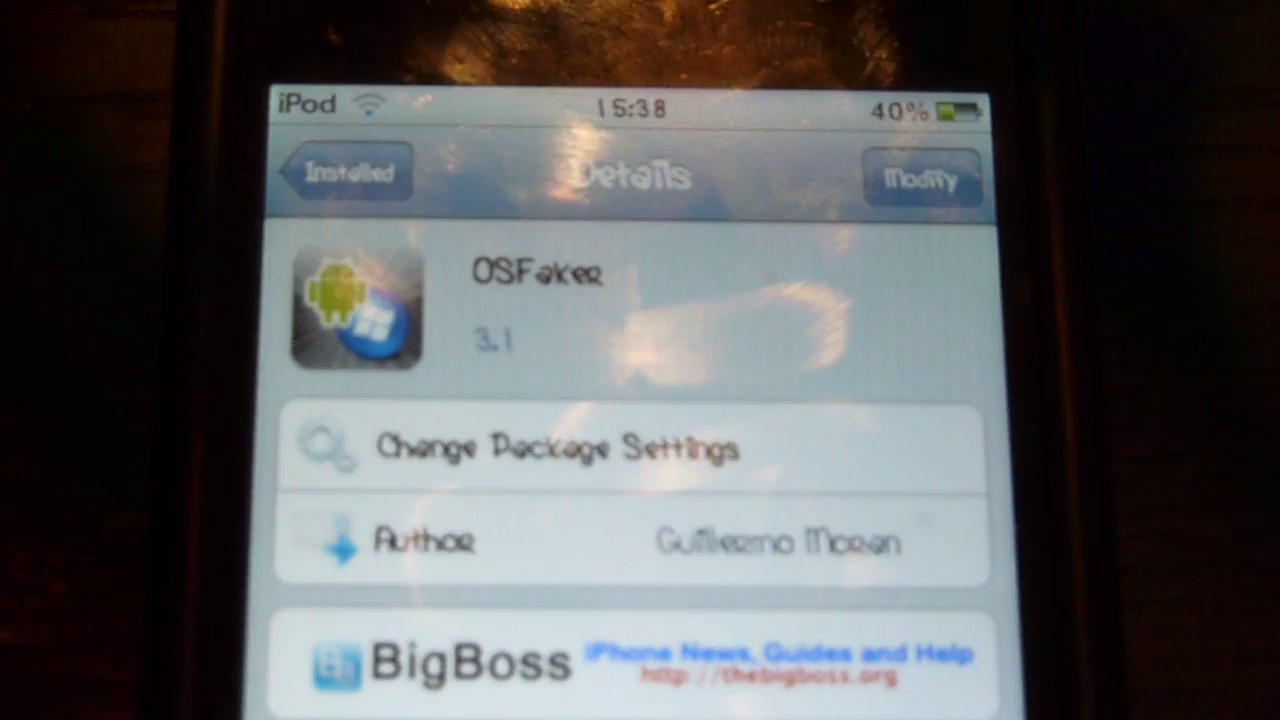 iPod 15:38 40%
Installed Details Modify
OSFaker
3.1
Change Package Settings
Author Guillermo Moran
BigBoss iPhone News, Guides and Help
http://thebigboss.org